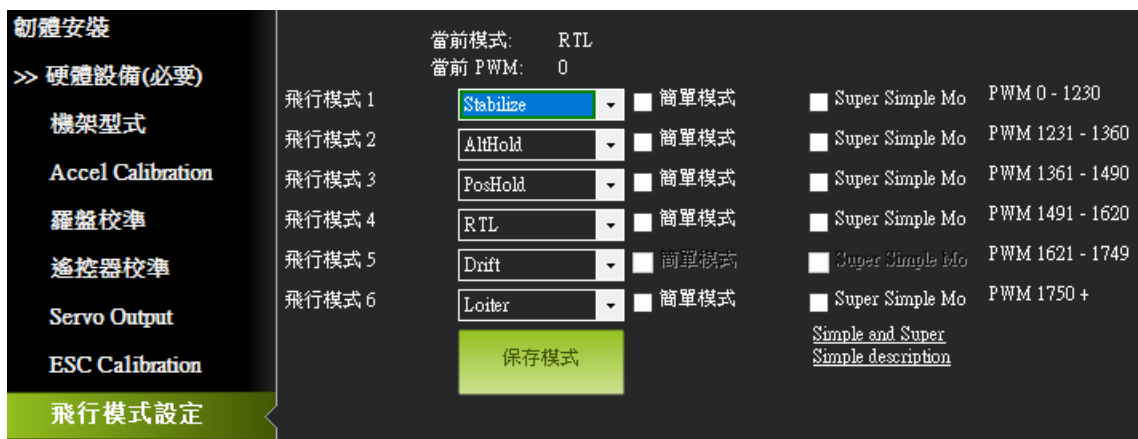 韌體安裝
>> 硬體設備(必要)
機架型式
Accel Calibration
羅盤校準
遙控器校準
Servo Output
ESC Calibration
飛行模式設定
當前模式: RTL
當前 PWM: 0
飛行模式 1 Stabilize 簡單模式 Super Simple Mo PWM 0 - 1230
飛行模式 2 AltHold 簡單模式 Super Simple Mo PWM 1231 - 1360
飛行模式 3 PosHold 簡單模式 Super Simple Mo PWM 1361 - 1490
飛行模式 4 RTL 簡單模式 Super Simple Mo PWM 1491 - 1620
飛行模式 5 Drift 簡單模式 Super Simple Mo PWM 1621 - 1749
飛行模式 6 Loiter 簡單模式 Super Simple Mo PWM 1750 +
保存模式
Simple and Super
Simple description